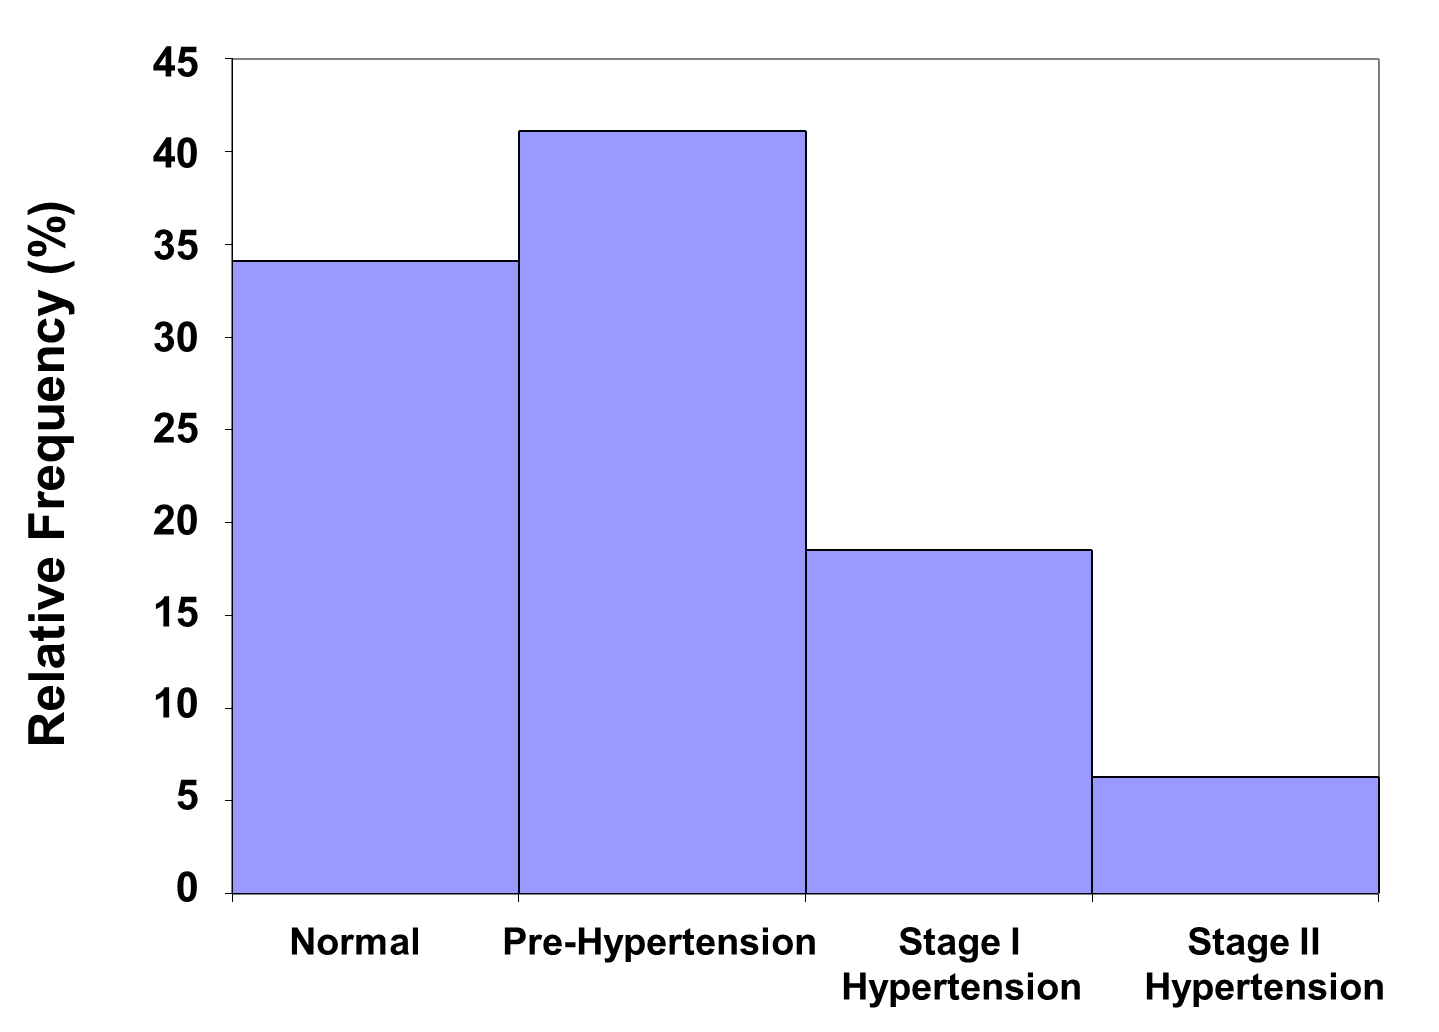 45
40
35
30
25
20
15
10
5
0
Relative Frequency (%)
Normal
Pre-Hypertension
Stage I
Hypertension
Stage II
Hypertension